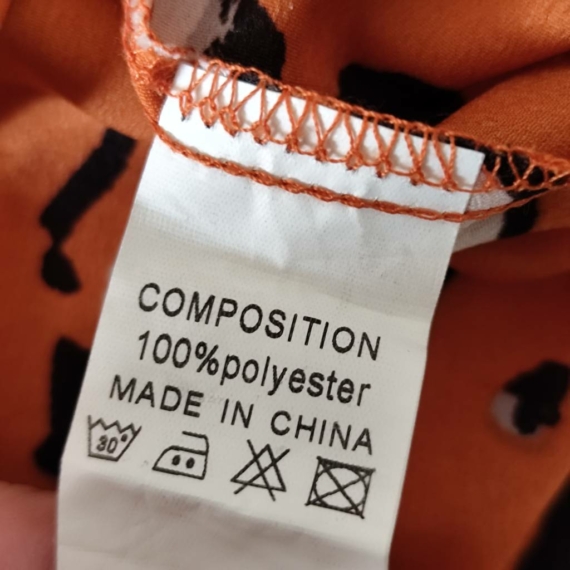 COMPOSITION
100%polyester
MADE IN CHINA
30°